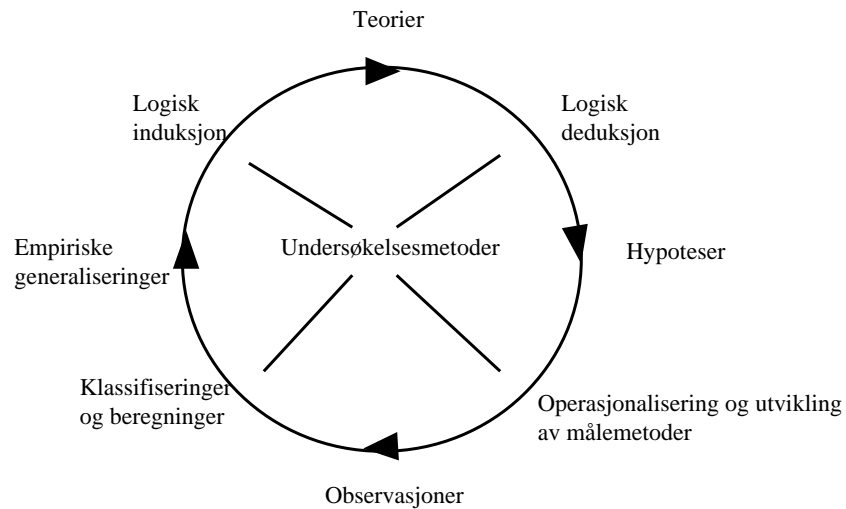 Teorier
Logisk
induksjon
Logisk
deduksjon
Empiriske
generaliseringer
Undersøkelsesmetoder
Hypoteser
Klassifiseringer
og beregninger
Operasjonalisering og utvikling
av målemetoder
Observasjoner